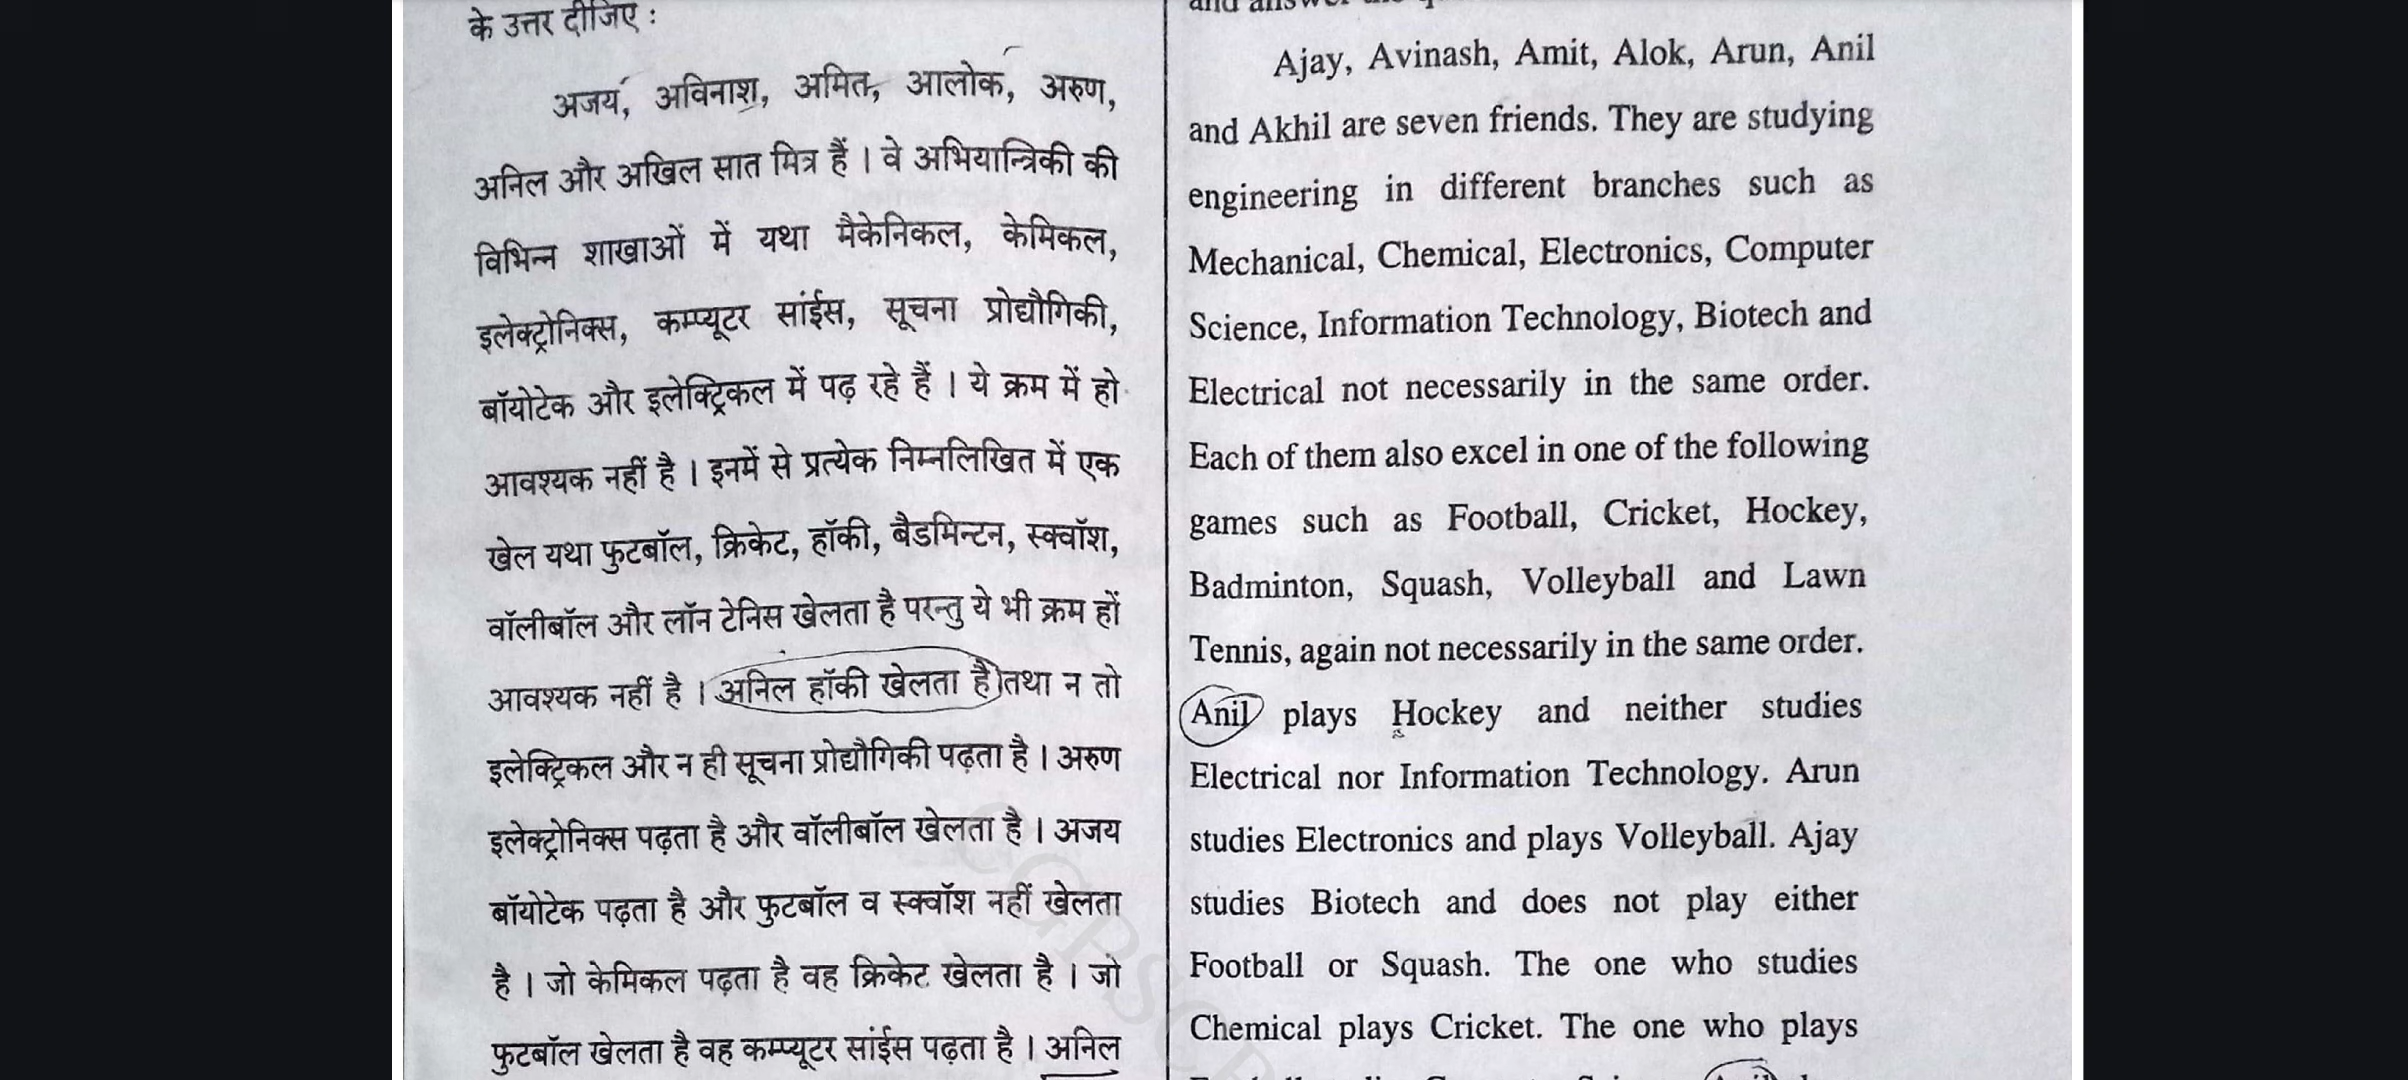 के उत्तर दीजिए :
अजय, अविनाश, अमित, आलोक, अरुण,
अनिल और अखिल सात मित्र हैं । वे अभियान्त्रिकी की
विभिन्न शाखाओं में यथा मैकेनिकल, केमिकल,
इलेक्ट्रोनिक्स, कम्प्यूटर सांईस, सूचना प्रोद्यौगिकी,
बॉयोटेक और इलेक्ट्रिकल में पढ़ रहे हैं । ये क्रम में हो
आवश्यक नहीं है । इनमें से प्रत्येक निम्नलिखित में एक
खेल यथा फुटबॉल, क्रिकेट, हॉकी, बैडमिन्टन, स्क्वॉश,
वॉलीबॉल और लॉन टेनिस खेलता है परन्तु ये भी क्रम हों
आवश्यक नहीं है । अनिल हॉकी खेलता है तथा न तो
इलेक्ट्रिकल और न ही सूचना प्रोद्यौगिकी पढ़ता है । अरुण
इलेक्ट्रोनिक्स पढ़ता है और वॉलीबॉल खेलता है । अजय
बॉयोटेक पढ़ता है और फुटबॉल व स्क्वॉश नहीं खेलता
है । जो केमिकल पढ़ता है वह क्रिकेट खेलता है । जो
फुटबॉल खेलता है वह कम्प्यूटर सांईस पढ़ता है । अनिल
and answer the
Ajay, Avinash, Amit, Alok, Arun, Anil
and Akhil are seven friends. They are studying
engineering in different branches such as
Mechanical, Chemical, Electronics, Computer
Science, Information Technology, Biotech and
Electrical not necessarily in the same order.
Each of them also excel in one of the following
games such as Football, Cricket, Hockey,
Badminton, Squash, Volleyball and Lawn
Tennis, again not necessarily in the same order.
Anil plays Hockey and neither studies
Electrical nor Information Technology. Arun
studies Electronics and plays Volleyball. Ajay
studies Biotech and does not play either
Football or Squash. The one who studies
Chemical plays Cricket. The one who plays